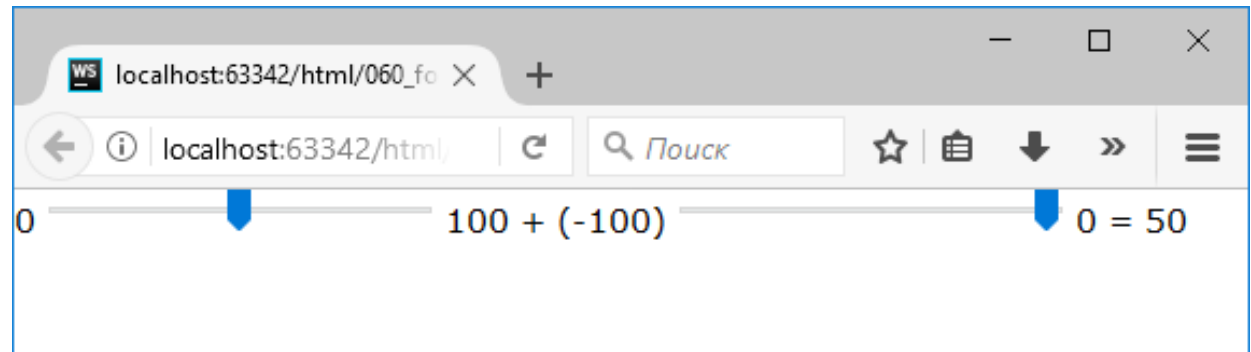 WS localhost:63342/html/060_fo
localhost:63342/html/ Поиск
0 100 + (-100) 0 = 50